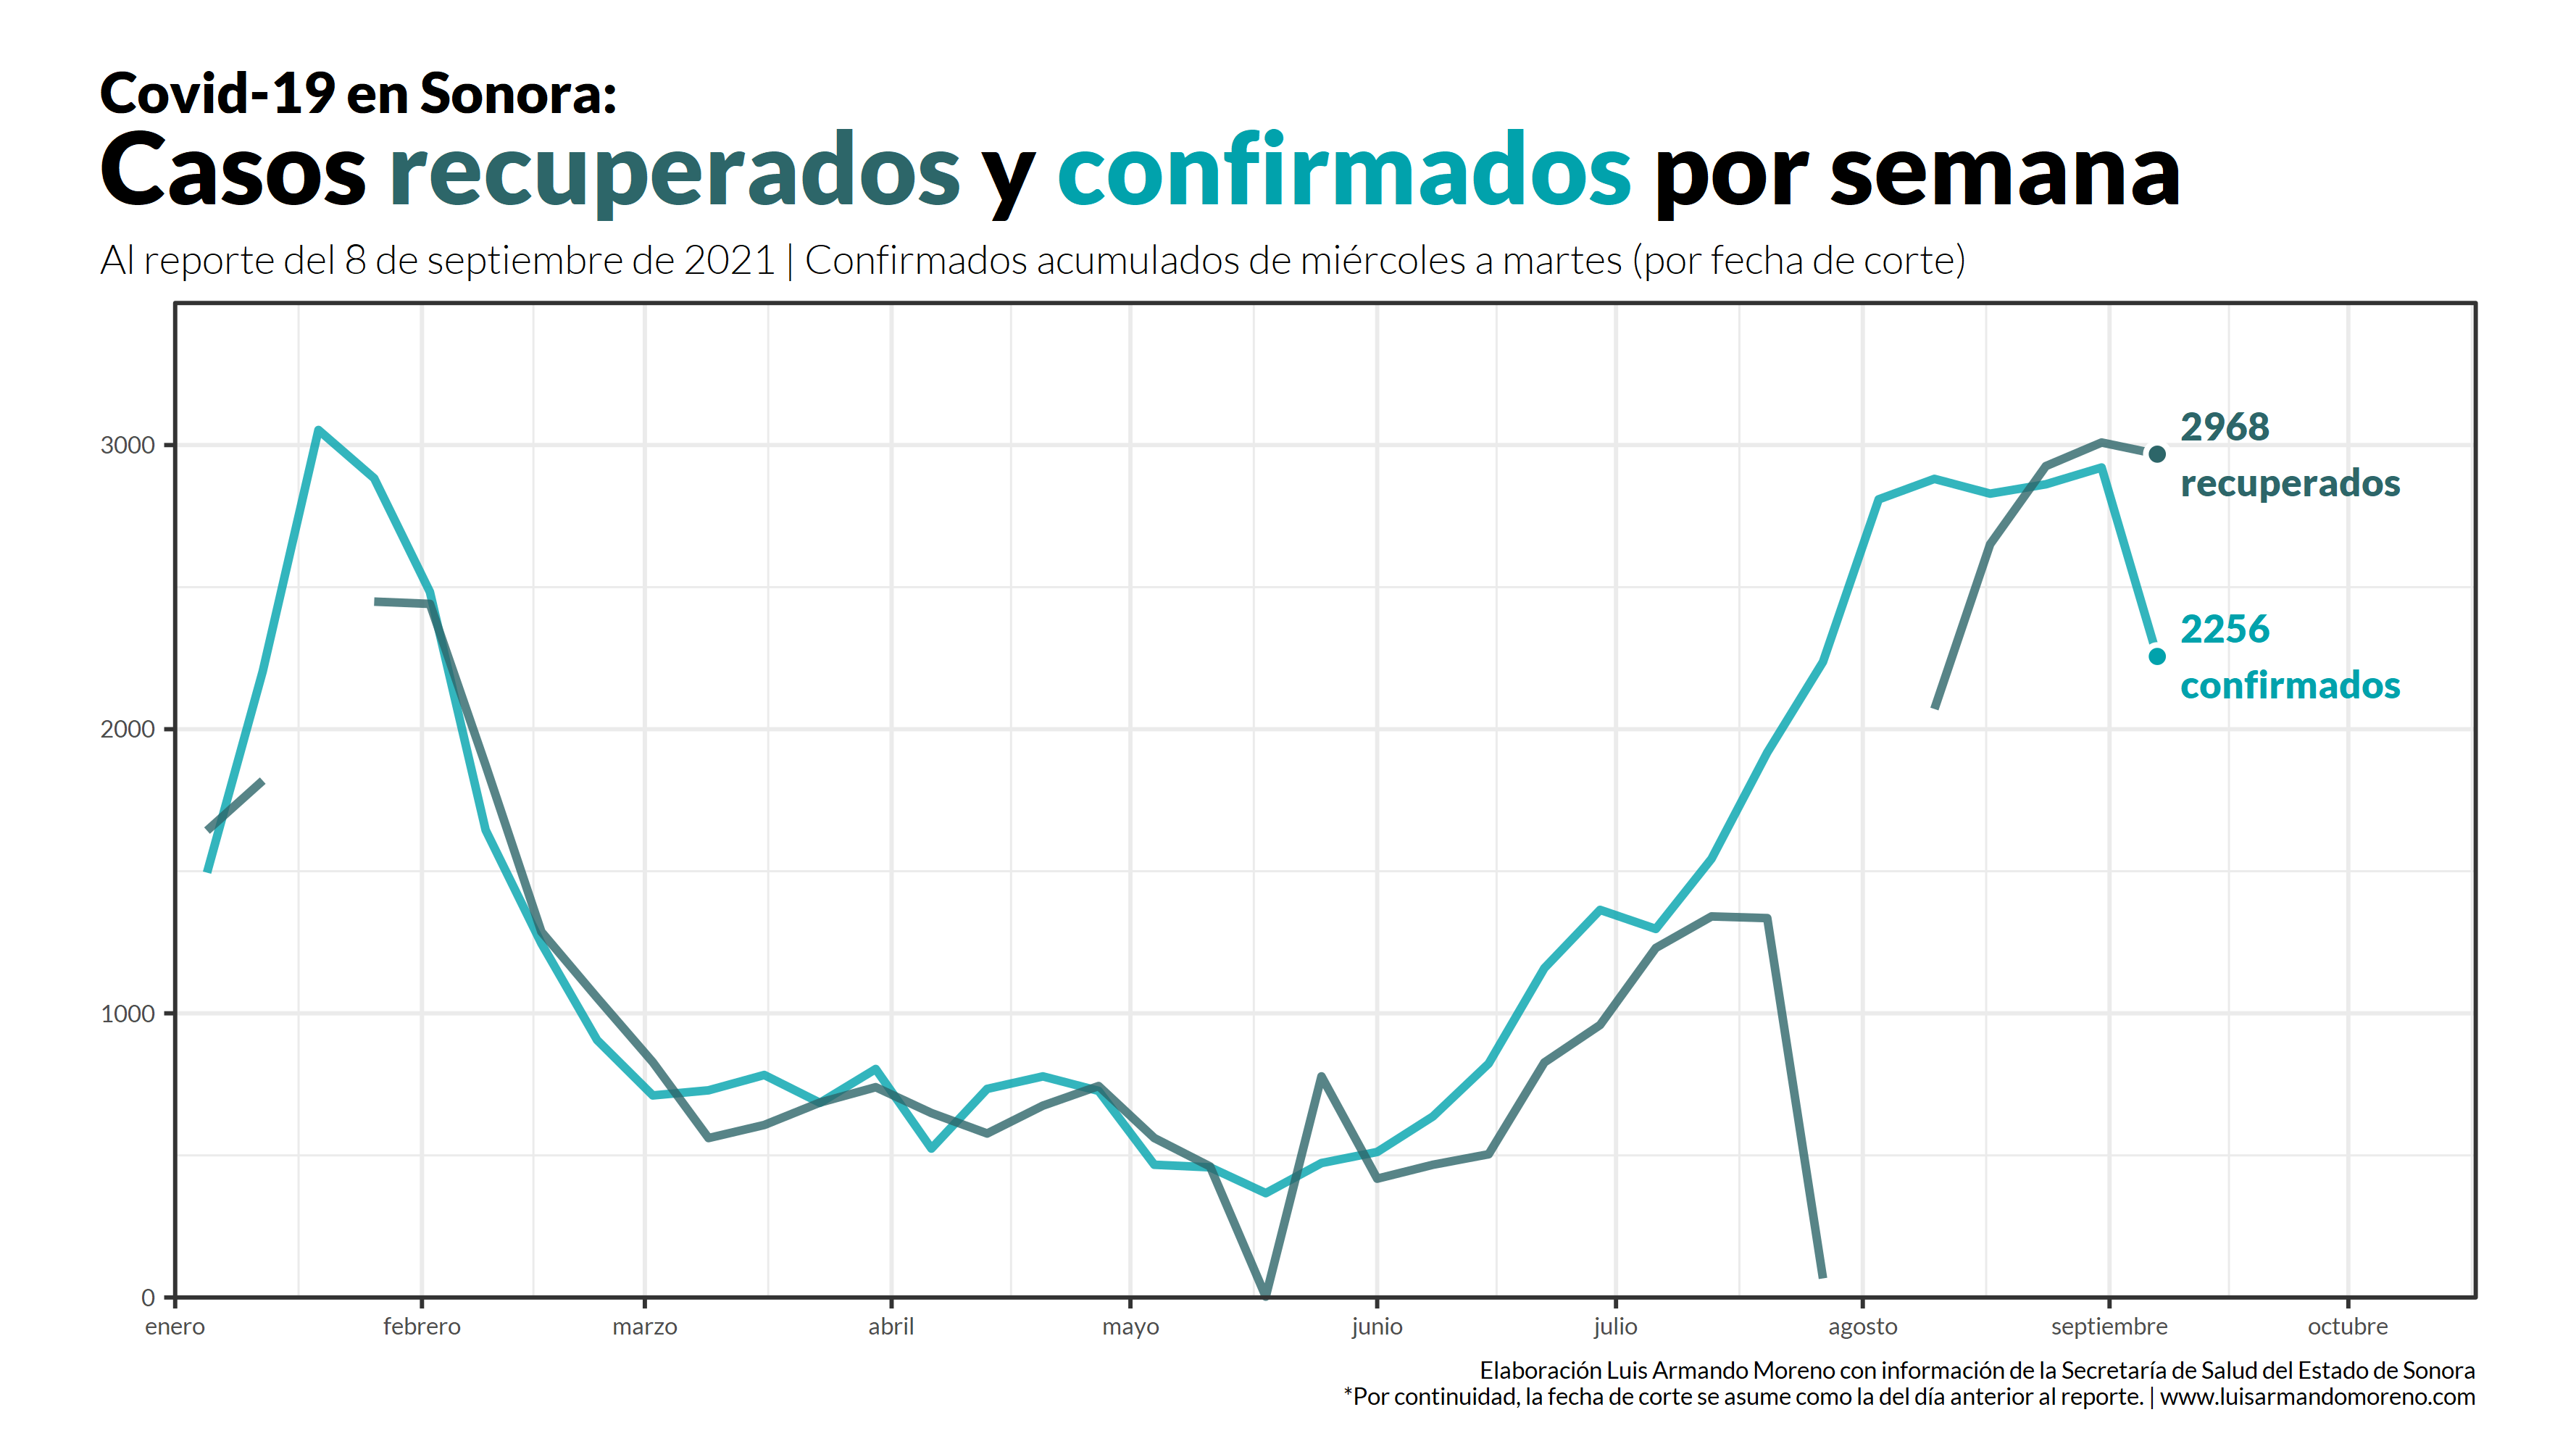 Covid-19 en Sonora:
Casos recuperados y confirmados por semana
Al reporte del 8 de septiembre de 2021 | Confirmados acumulados de miércoles a martes (por fecha de corte)
3000
2000
1000
0
2968
recuperados
2256
confirmados
enero febrero marzo abril mayo junio julio agosto septiembre octubre
Elaboración Luis Armando Moreno con información de la Secretaría de Salud del Estado de Sonora
*Por continuidad, la fecha de corte se asume como la del día anterior al reporte. | www.luisarmandomoreno.com